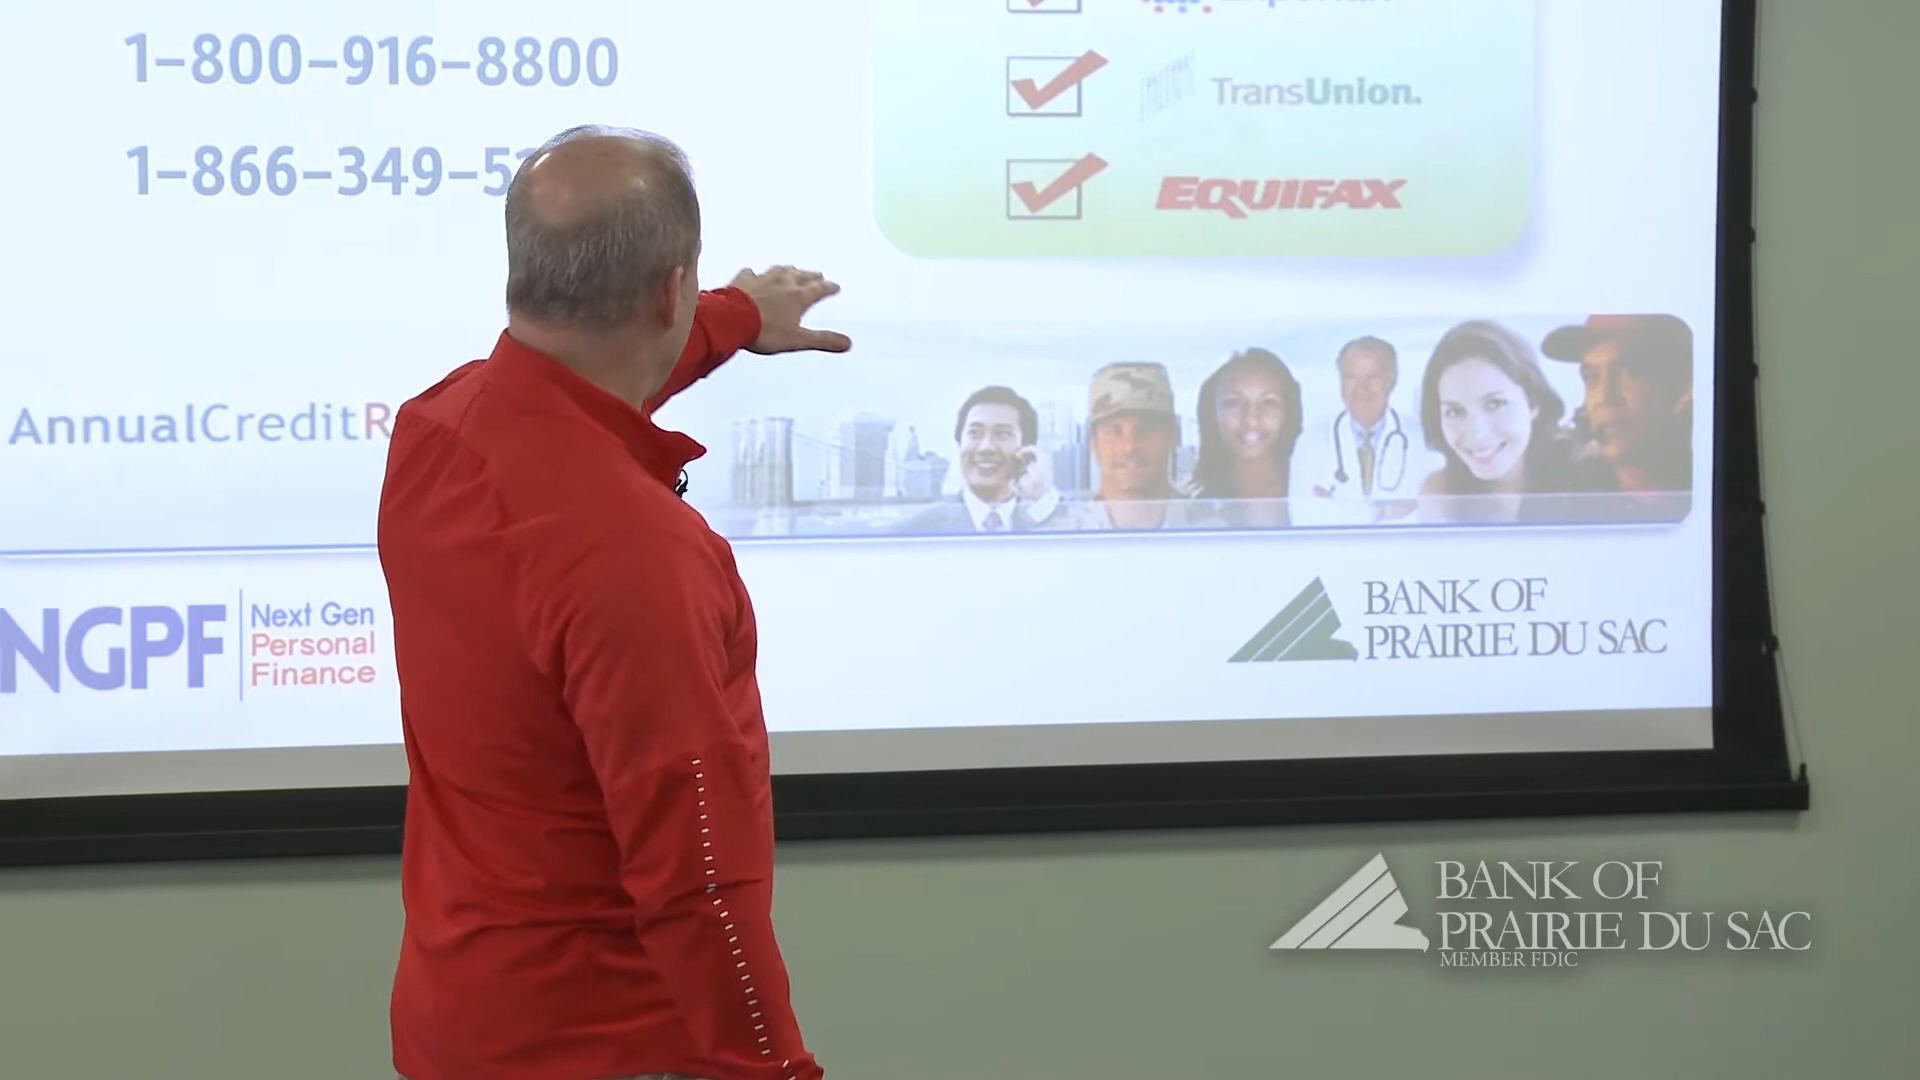 1-800-916-8800
TransUnion.
1-866-349-5
EQUIFAX
AnnualCreditR
NGPF
Next Gen
Personal
Finance
BANK OF
PRAIRIE DU SAC
BANK OF
PRAIRIE DU SAC
MEMBER FDIC